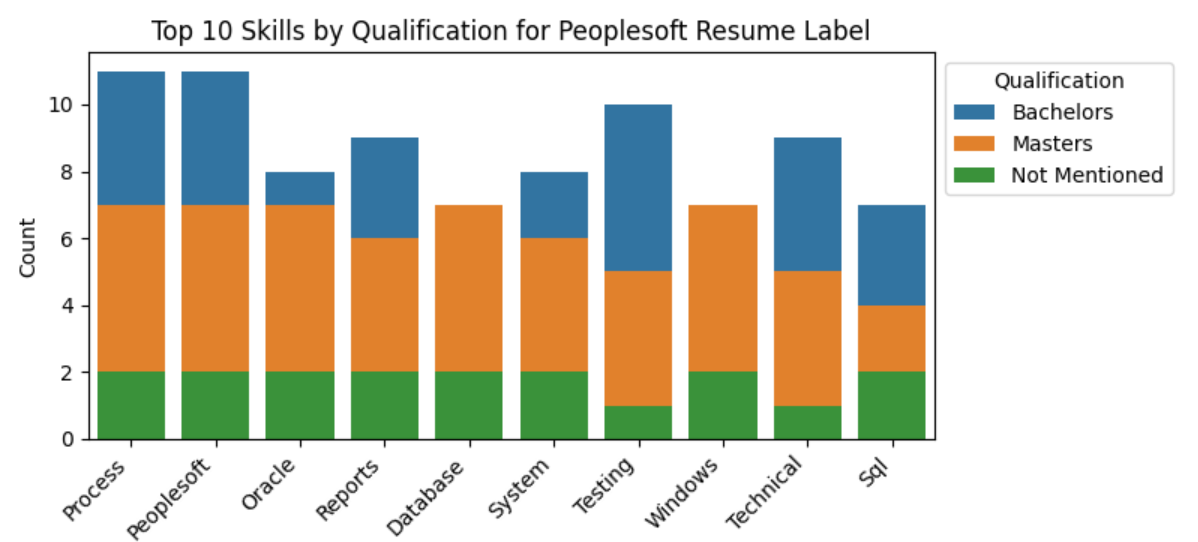 Top 10 Skills by Qualification for Peoplesoft Resume Label
Count
10
8
6
4
2
0
Process
Peoplesoft
Oracle
Reports
Database
System
Testing
Windows
Technical
Sql
Qualification
Bachelors
Masters
Not Mentioned